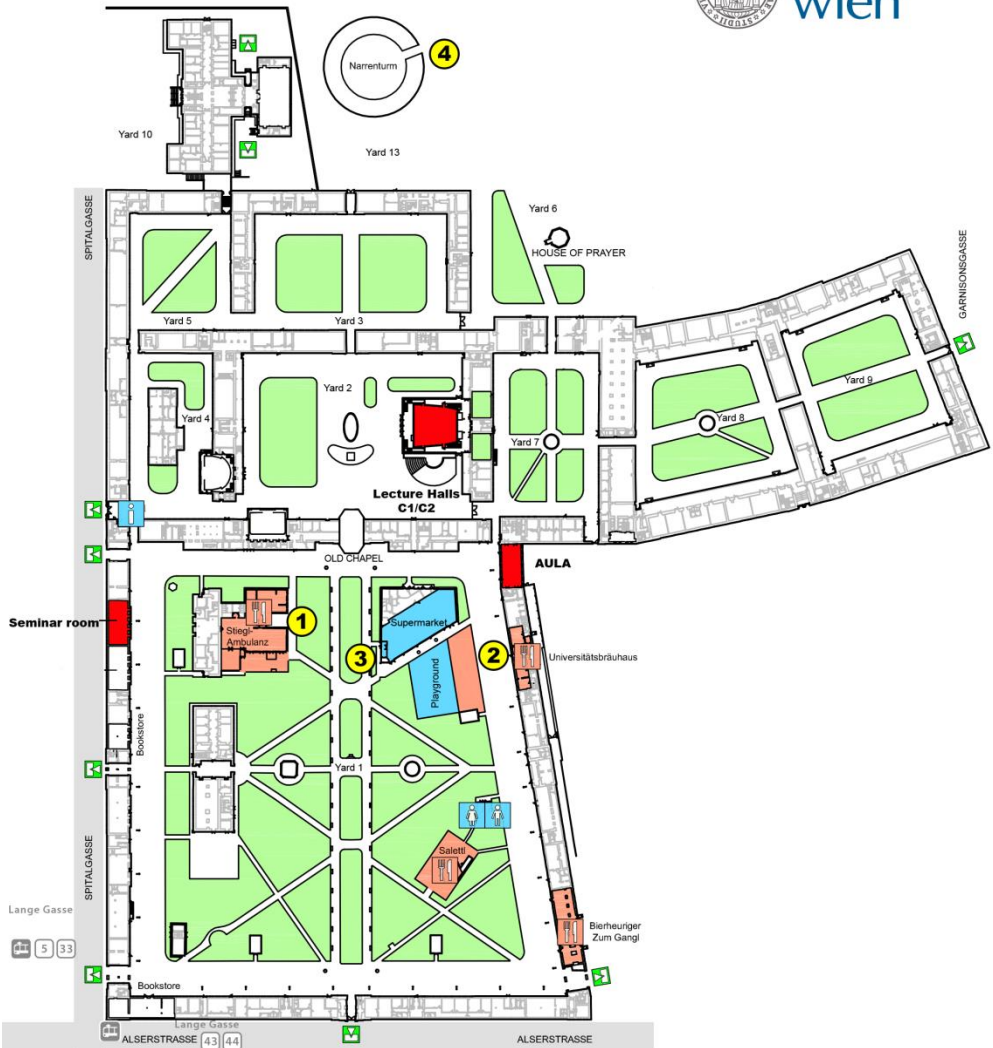 wien
4
Narrenturm
Yard 10
Yard 13
SPITALGASSE
Yard 6
HOUSE OF PRAYER
GARNISONSGASSE
Yard 5
Yard 3
Yard 2
Yard 4
Yard 9
Yard 8
Yard 7
Lecture Halls
C1/C2
i
OLD CHAPEL
AULA
Seminar room
1
Stiegl-
Ambulanz
Supermarket
3
2
Universitätsbräuhaus
Playground
Bookstore
Yard 1
Salettl
SPITALGASSE
Lange Gasse
5 33
Bierheuriger
Zum Gangl
Bookstore
Lange Gasse
ALSERSTRASSE 43 44
ALSERSTRASSE